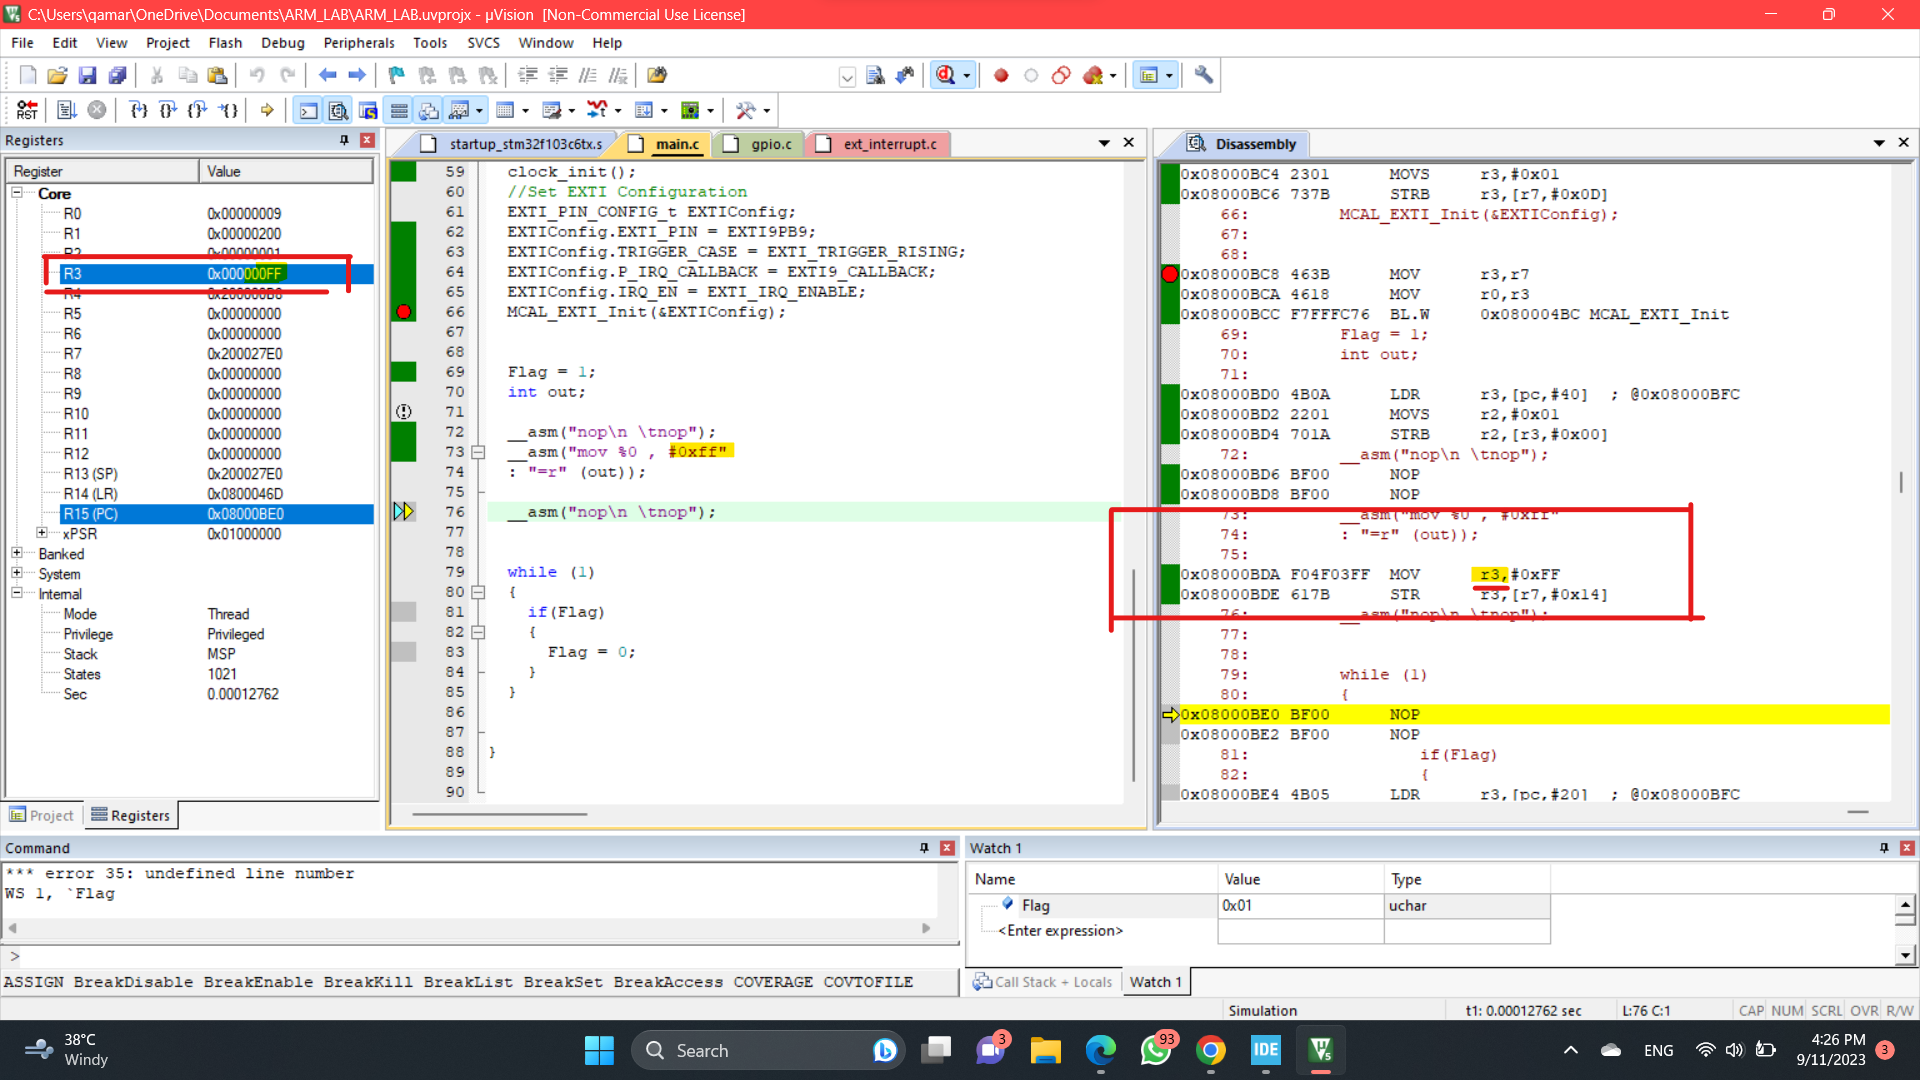 C:\Users\qamar\OneDrive\Documents\ARM_LAB\ARM_LAB.uvprojx - µVision  [Non-Commercial Use License]
File Edit View Project Flash Debug Peripherals Tools SVCS Window Help
RST
Registers
Register Value
Core
R0 0x00000009
R1 0x00000200
R2 0x00000001
R3 0x000000FF
R4 0x200000B0
R5 0x00000000
R6 0x00000000
R7 0x200027E0
R8 0x00000000
R9 0x00000000
R10 0x00000000
R11 0x00000000
R12 0x00000000
R13 (SP) 0x200027E0
R14 (LR) 0x0800046D
R15 (PC) 0x08000BE0
xPSR 0x01000000
Banked
System
Internal
Mode Thread
Privilege Privileged
Stack MSP
States 1021
Sec 0.00012762
Project Registers
startup_stm32f103c6tx.s main.c gpio.c ext_interrupt.c
59 clock_init();
60 //Set EXTI Configuration
61 EXTI_PIN_CONFIG_t EXTIConfig;
62 EXTIConfig.EXTI_PIN = EXTI9PB9;
63 EXTIConfig.TRIGGER_CASE = EXTI_TRIGGER_RISING;
64 EXTIConfig.P_IRQ_CALLBACK = EXTI9_CALLBACK;
65 EXTIConfig.IRQ_EN = EXTI_IRQ_ENABLE;
66 MCAL_EXTI_Init(&EXTIConfig);
67
68
69 Flag = 1;
70 int out;
71
72 __asm("nop\n \tnop");
73 __asm("mov %0 , #0xff"
74 : "=r" (out));
75
76 __asm("nop\n \tnop");
77
78
79 while (1)
80 {
81 if(Flag)
82 {
83 Flag = 0;
84 }
85 }
86
87
88 }
89
90
Disassembly
0x08000BC4 2301 MOVS r3,#0x01
0x08000BC6 737B STRB r3,[r7,#0x0D]
66: MCAL_EXTI_Init(&EXTIConfig);
67:
68:
0x08000BC8 463B MOV r3,r7
0x08000BCA 4618 MOV r0,r3
0x08000BCC F7FFFC76 BL.W 0x080004BC MCAL_EXTI_Init
69: Flag = 1;
70: int out;
71:
0x08000BD0 4B0A LDR r3,[pc,#40] ; @0x08000BFC
0x08000BD2 2201 MOVS r2,#0x01
0x08000BD4 701A STRB r2,[r3,#0x00]
72: __asm("nop\n \tnop");
0x08000BD6 BF00 NOP
0x08000BD8 BF00 NOP
73: __asm("mov %0 , #0xff"
74: : "=r" (out));
75:
0x08000BDA F04F03FF MOV r3,#0xFF
0x08000BDE 617B STR r3,[r7,#0x14]
76: __asm("nop\n \tnop");
77:
78:
79: while (1)
80: {
0x08000BE0 BF00 NOP
0x08000BE2 BF00 NOP
81: if(Flag)
82: {
0x08000BE4 4B05 LDR r3,[pc,#20] ; @0x08000BFC
Command
*** error 35: undefined line number
WS 1, `Flag
>
ASSIGN BreakDisable BreakEnable BreakKill BreakList BreakSet BreakAccess COVERAGE COVTOFILE
Watch 1
Name Value Type
Flag 0x01 uchar
<Enter expression>
Call Stack + Locals Watch 1
Simulation t1: 0.00012762 sec L:76 C:1 CAP NUM SCRL OVR R/W
38°C
Windy
Search
3
93
IDE
ENG
4:26 PM
9/11/2023
3